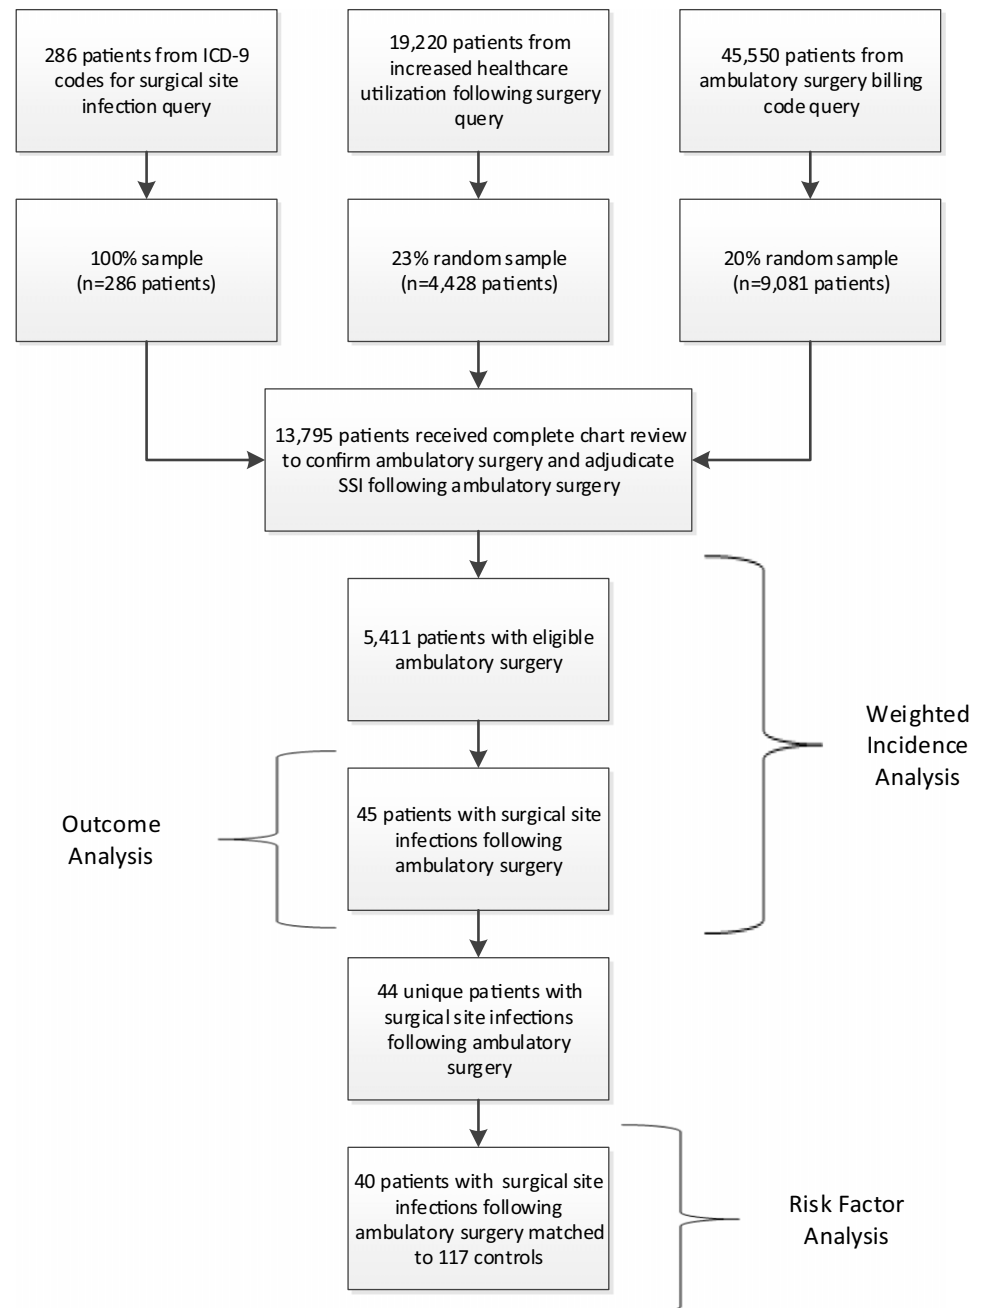 286 patients from ICD-9
codes for surgical site
infection query
19,220 patients from
increased healthcare
utilization following surgery
query
45,550 patients from
ambulatory surgery billing
code query
100% sample
(n=286 patients)
23% random sample
(n=4,428 patients)
20% random sample
(n=9,081 patients)
13,795 patients received complete chart review
to confirm ambulatory surgery and adjudicate
SSI following ambulatory surgery
5,411 patients with eligible
ambulatory surgery
Weighted
Incidence
Analysis
Outcome
Analysis
45 patients with surgical site
infections following
ambulatory surgery
44 unique patients with
surgical site infections
following ambulatory
surgery
40 patients with surgical site
infections following
ambulatory surgery matched
to 117 controls
Risk Factor
Analysis